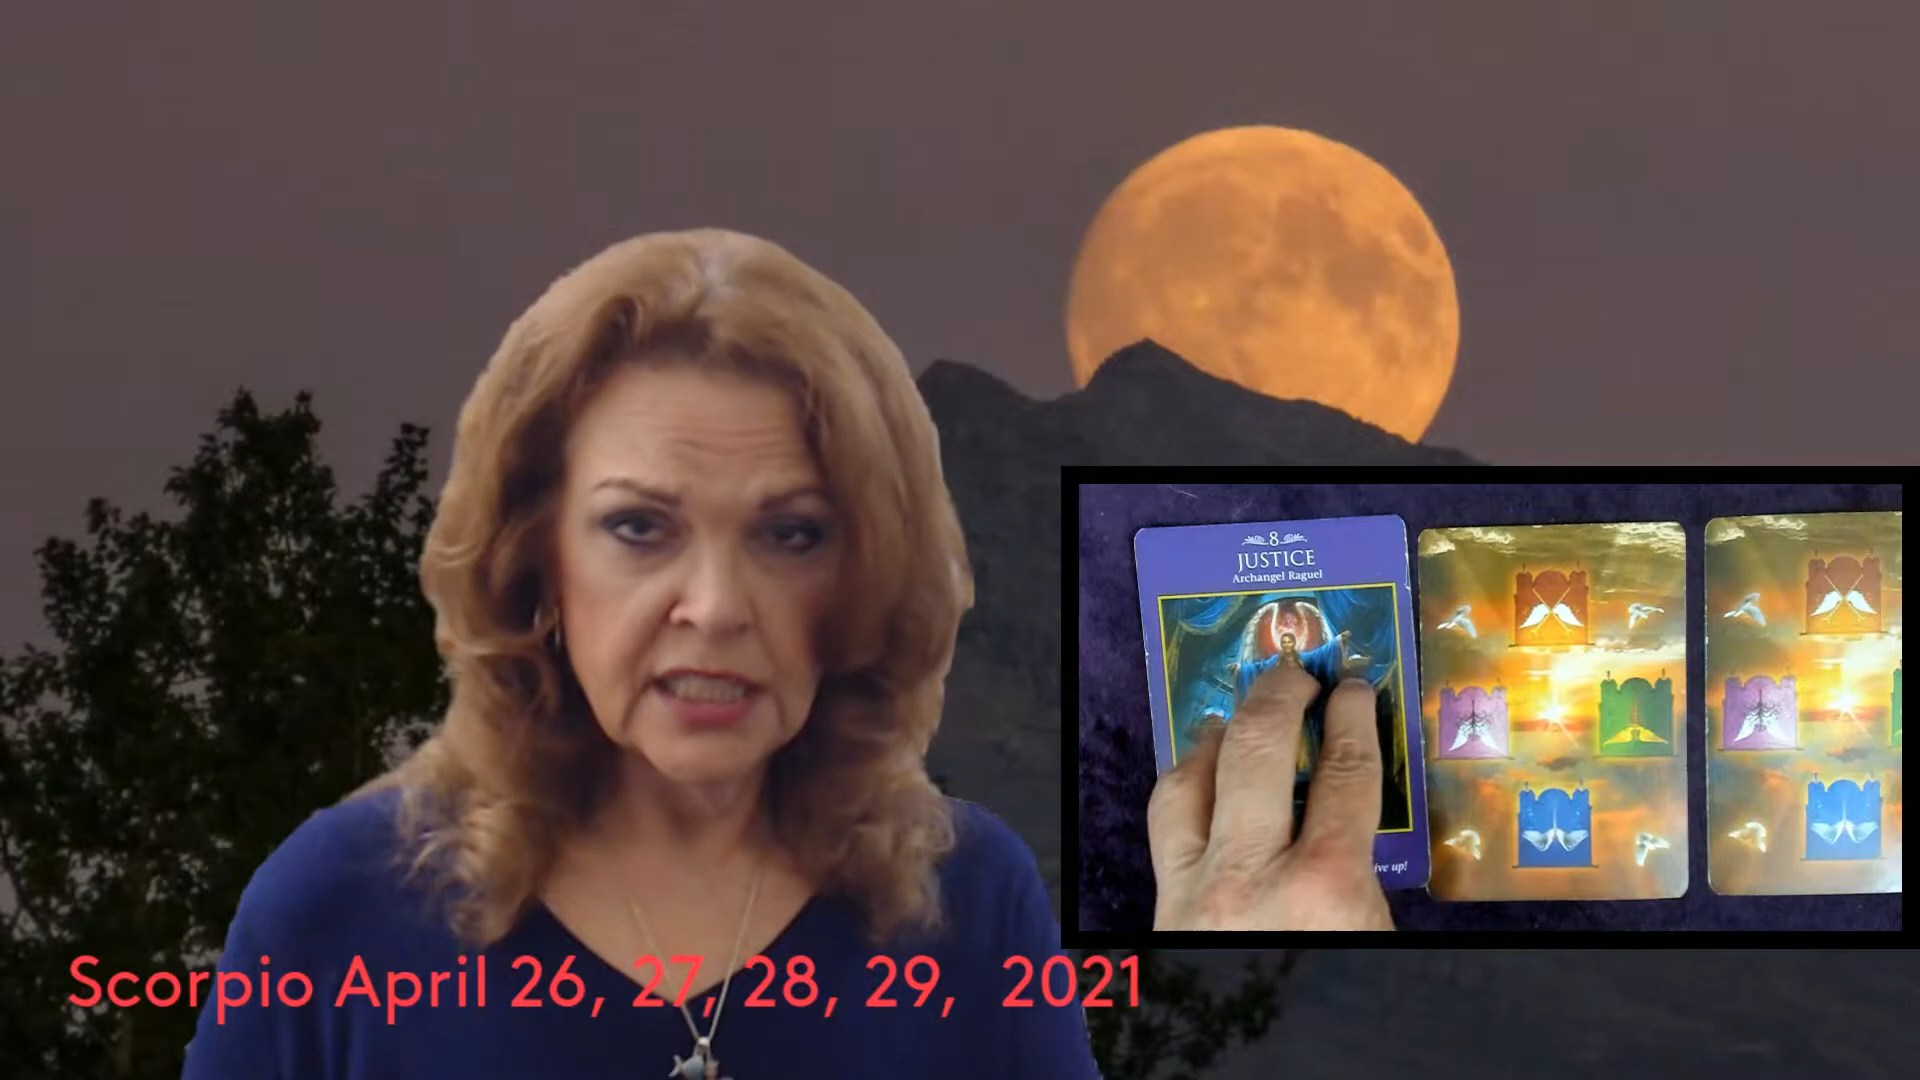 8
JUSTICE
Archangel Raguel
ive up!
Scorpio April 26, 27, 28, 29, 2021